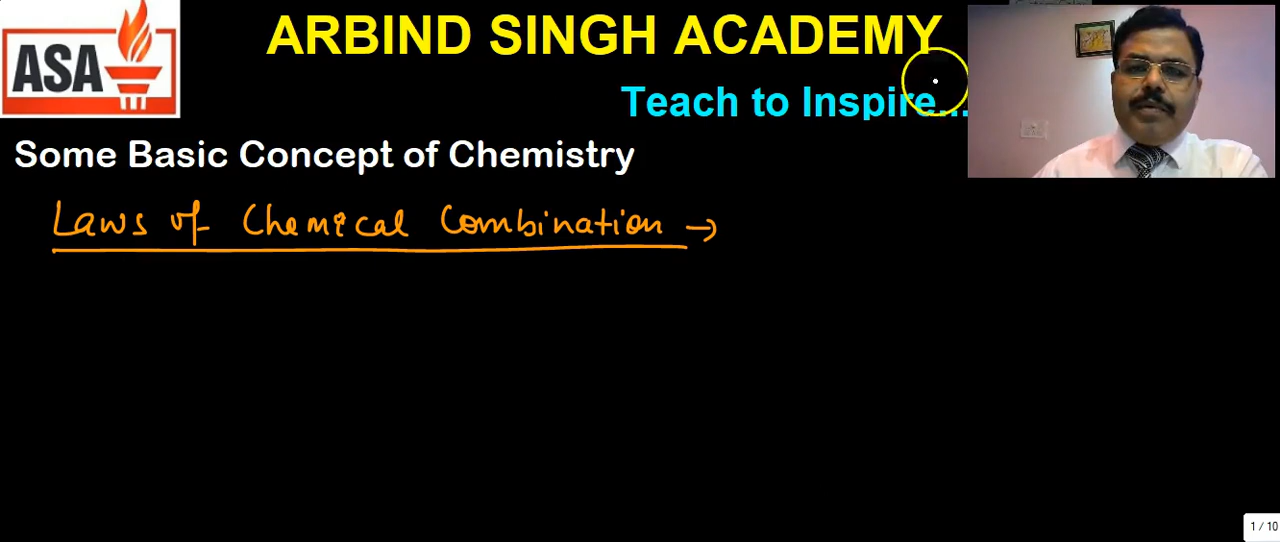 ASA
ARBIND SINGH ACADEMY
Teach to Inspire...
Some Basic Concept of Chemistry
Laws of Chemical Combination →
1 / 10